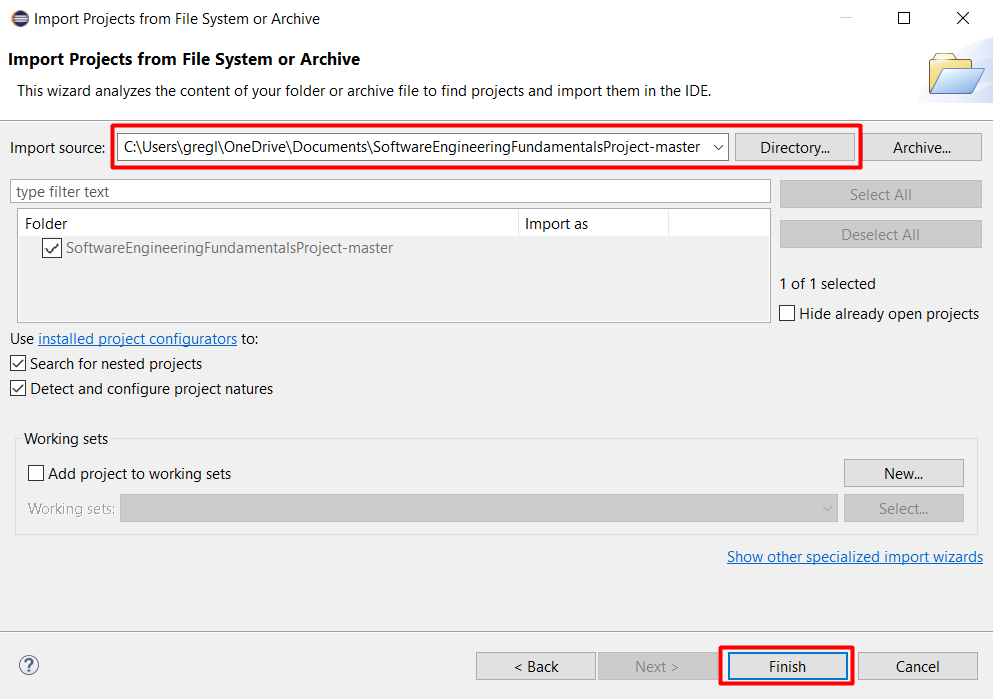 Import Projects from File System or Archive
Import Projects from File System or Archive
This wizard analyzes the content of your folder or archive file to find projects and import them in the IDE.
Import source: C:\Users\gregl\OneDrive\Documents\SoftwareEngineeringFundamentalsProject-master Directory... Archive...
type filter text Select All
Folder Import as
Deselect All
SoftwareEngineeringFundamentalsProject-master
1 of 1 selected
Hide already open projects
Use installed project configurators to:
Search for nested projects
Detect and configure project natures
Working sets
Add project to working sets New...
Working sets: Select...
Show other specialized import wizards
? < Back Next > Finish Cancel